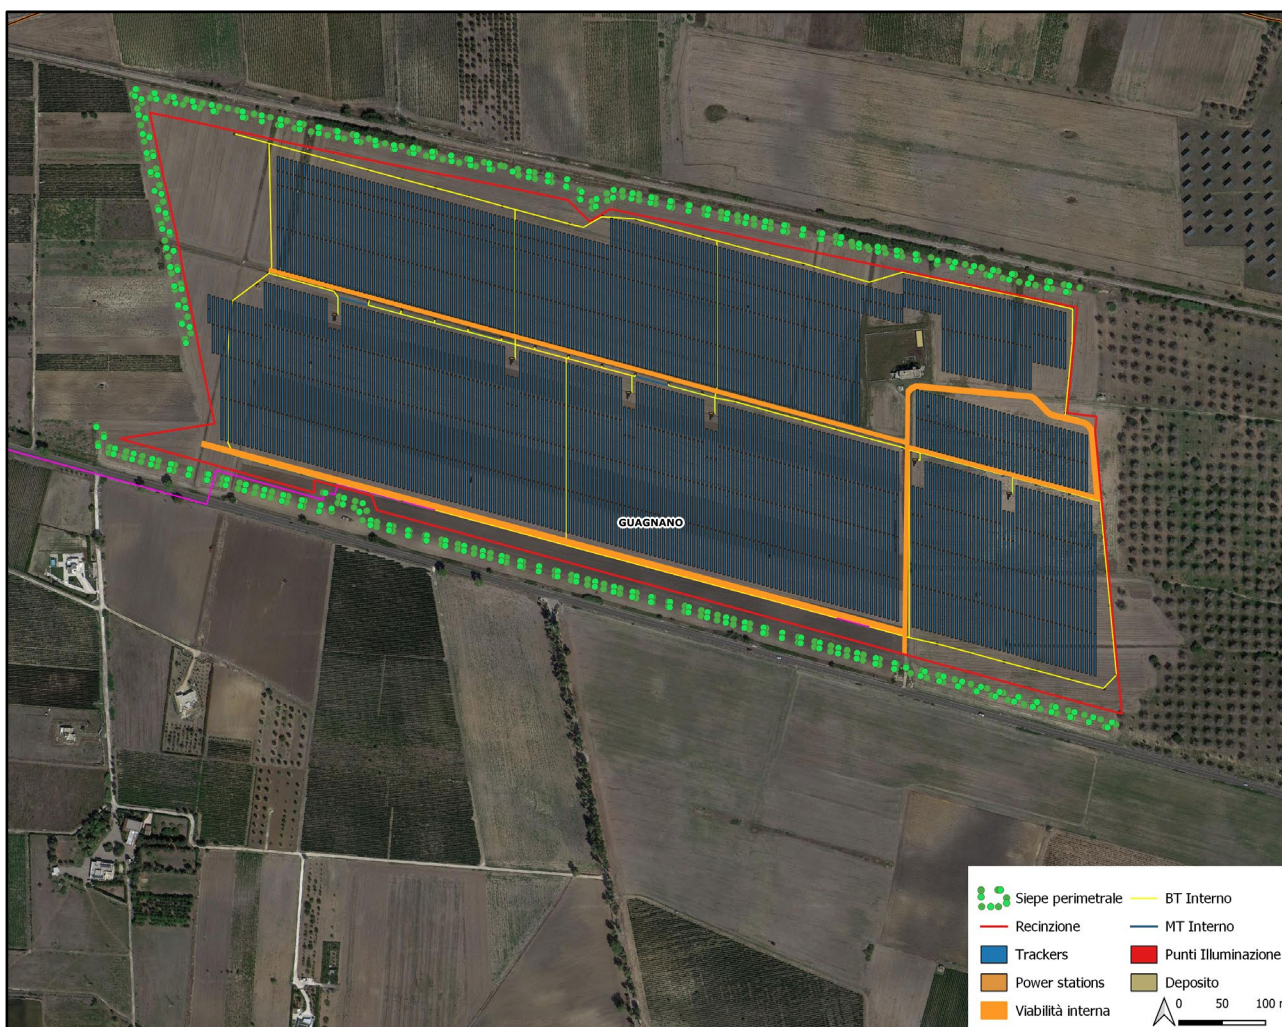 GUAGNANO
Siepe perimetrale
BT Interno
Recinzione
MT Interno
Trackers
Punti Illuminazione
Power stations
Deposito
Viabilità interna
0 50 100 m